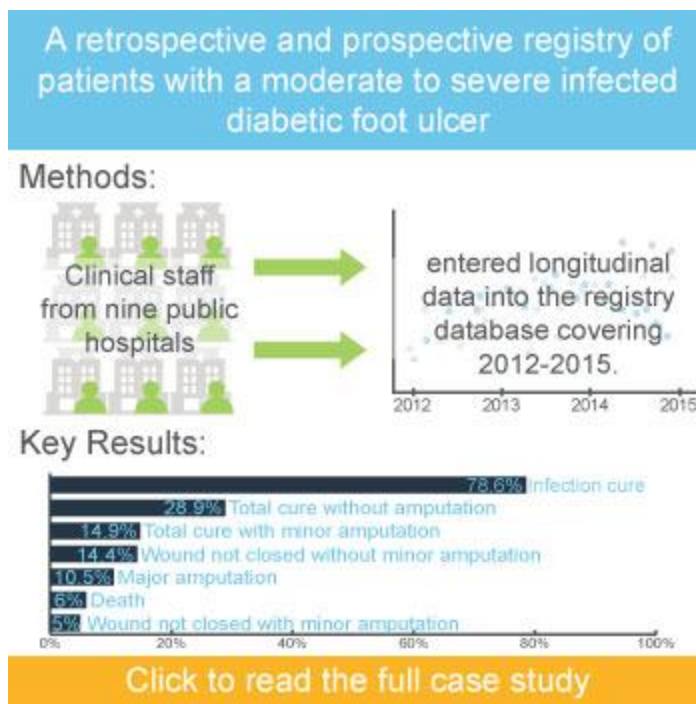 A retrospective and prospective registry of
patients with a moderate to severe infected
diabetic foot ulcer
Methods:
Clinical staff
from nine public
hospitals
entered longitudinal
data into the registry
database covering
2012-2015.
2012 2013 2014 2015
Key Results:
78.6% Infection cure
28.9% Total cure without amputation
14.9% Total cure with minor amputation
14.4% Wound not closed without minor amputation
10.5% Major amputation
6% Death
5% Wound not closed with minor amputation
0% 20% 40% 60% 80% 100%
Click to read the full case study